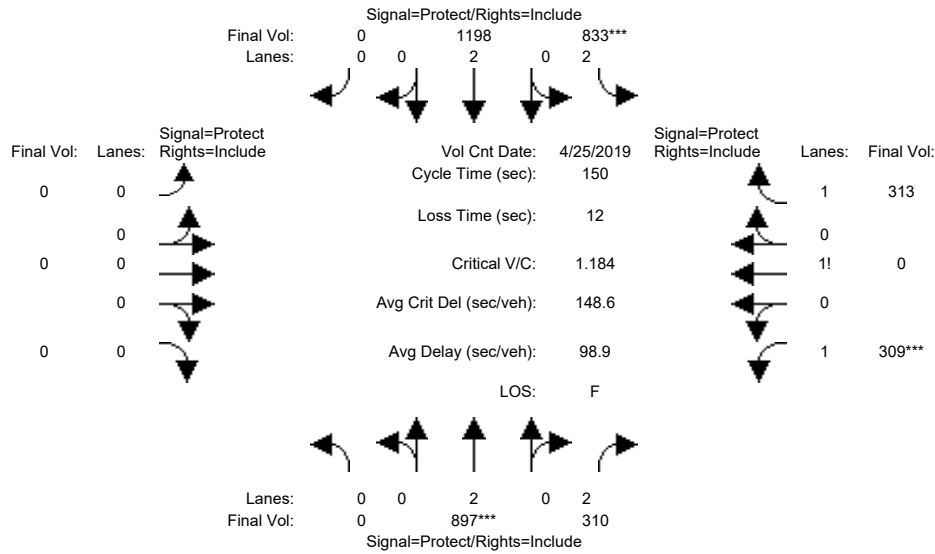 Signal=Protect/Rights=Include
Final Vol: 0 1198 833***
Lanes: 0 0 2 0 2
Signal=Protect Signal=Protect
Final Vol: Lanes: Rights=Include Vol Cnt Date: 4/25/2019 Rights=Include Lanes: Final Vol:
Cycle Time (sec): 150
0 0 1 313
Loss Time (sec): 12
0 0
0 0 Critical V/C: 1.184 1! 0
0 Avg Crit Del (sec/veh): 148.6 0
0 0 Avg Delay (sec/veh): 98.9 1 309***
LOS: F
Lanes: 0 0 2 0 2
Final Vol: 0 897*** 310
Signal=Protect/Rights=Include